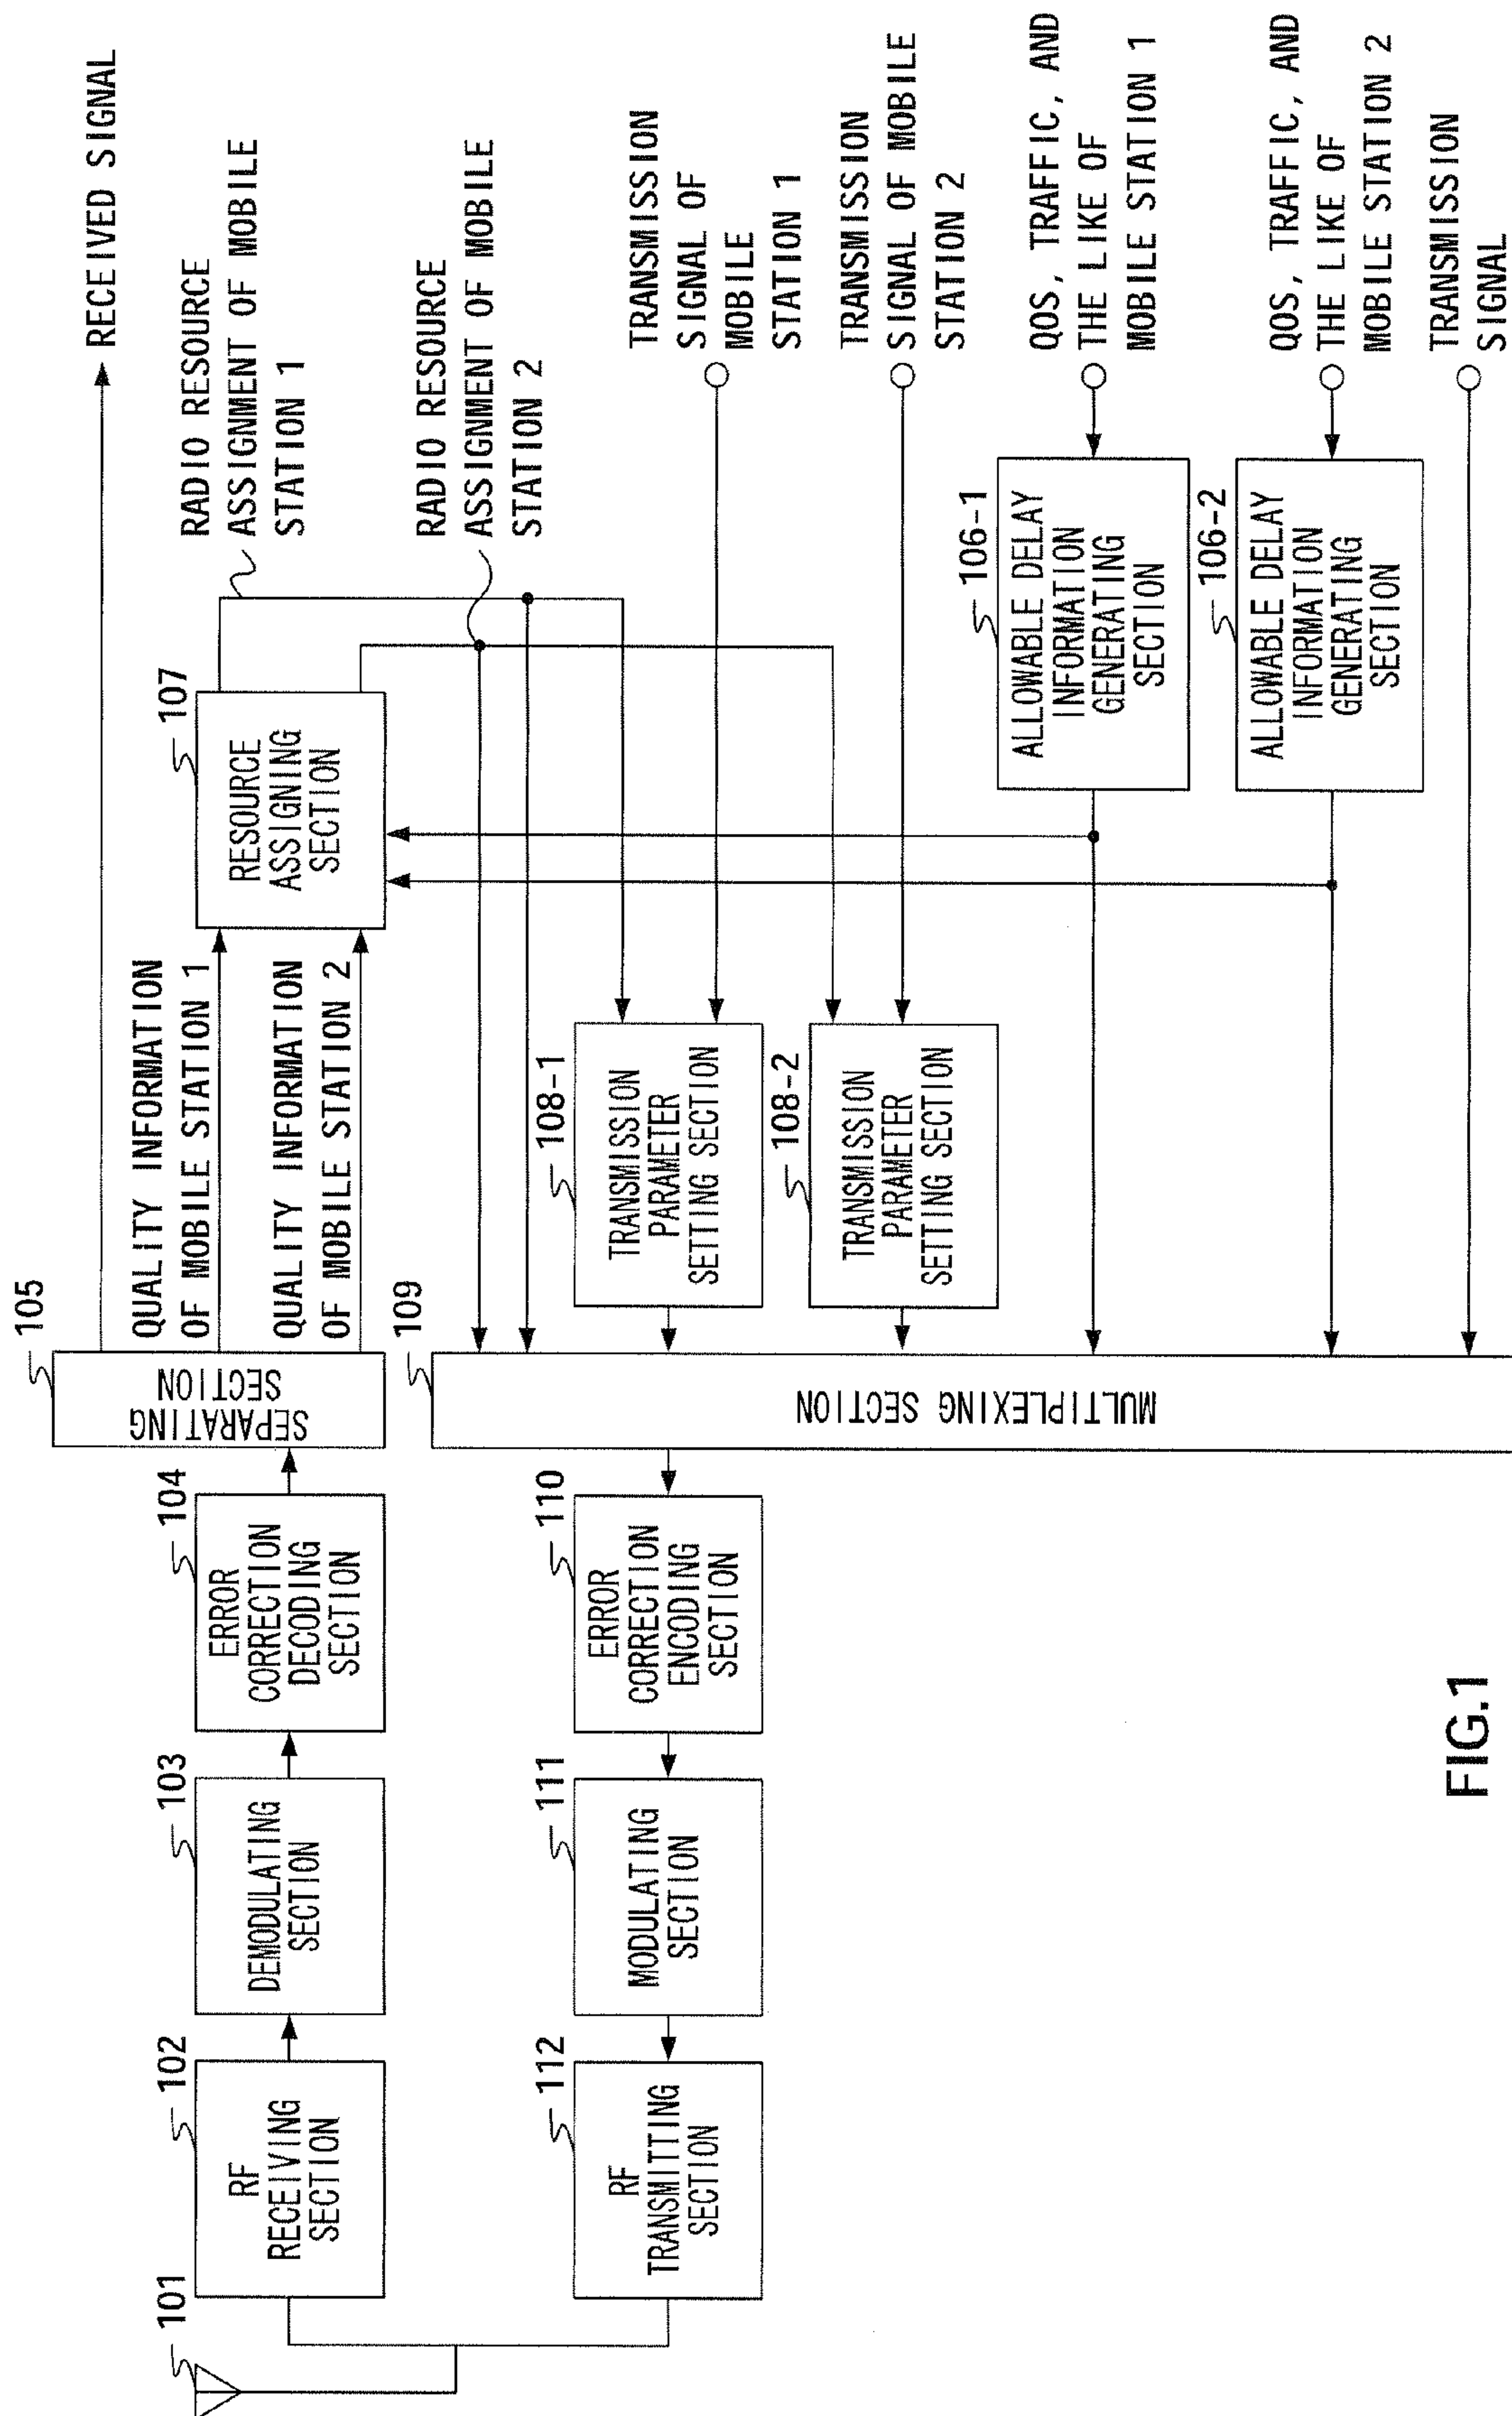 101
102
RF
RECEIVING
SECTION
103
DEMODULATING
SECTION
104
ERROR
CORRECTION
DECODING
SECTION
105
SEPARATING
SECTION
RECEIVED SIGNAL
QUALITY INFORMATION
OF MOBILE STATION 1
QUALITY INFORMATION
OF MOBILE STATION 2
107
RESOURCE
ASSIGNING
SECTION
RADIO RESOURCE
ASSIGNMENT OF MOBILE
STATION 1
RADIO RESOURCE
ASSIGNMENT OF MOBILE
STATION 2
112
RF
TRANSMITTING
SECTION
111
MODULATING
SECTION
110
ERROR
CORRECTION
ENCODING
SECTION
109
MULTIPLEXING SECTION
108-1
TRANSMISSION
PARAMETER
SETTING SECTION
TRANSMISSION
SIGNAL OF
MOBILE
STATION 1
108-2
TRANSMISSION
PARAMETER
SETTING SECTION
TRANSMISSION
SIGNAL OF MOBILE
STATION 2
106-1
ALLOWABLE DELAY
INFORMATION
GENERATING
SECTION
QOS, TRAFFIC, AND
THE LIKE OF
MOBILE STATION 1
106-2
ALLOWABLE DELAY
INFORMATION
GENERATING
SECTION
QOS, TRAFFIC, AND
THE LIKE OF
MOBILE STATION 2
TRANSMISSION
SIGNAL
FIG.1